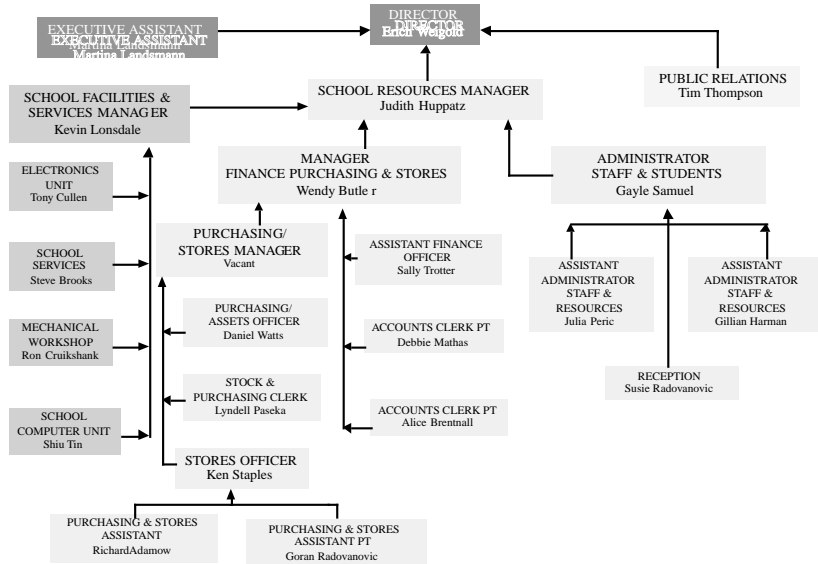 EXECUTIVE ASSISTANT
Martina Landsmann
DIRECTOR
Erich Weigold
PUBLIC RELATIONS
Tim Thompson
SCHOOL FACILITIES &
SERVICES MANAGER
Kevin Lonsdale
SCHOOL RESOURCES MANAGER
Judith Huppatz
MANAGER
FINANCE PURCHASING & STORES
Wendy Butle r
ADMINISTRATOR
STAFF & STUDENTS
Gayle Samuel
ELECTRONICS
UNIT
Tony Cullen
PURCHASING/
STORES MANAGER
Vacant
ASSISTANT FINANCE
OFFICER
Sally Trotter
SCHOOL
SERVICES
Steve Brooks
ASSISTANT
ADMINISTRATOR
STAFF &
RESOURCES
Julia Peric
ASSISTANT
ADMINISTRATOR
STAFF &
RESOURCES
Gillian Harman
PURCHASING/
ASSETS OFFICER
Daniel Watts
MECHANICAL
WORKSHOP
Ron Cruikshank
ACCOUNTS CLERK PT
Debbie Mathas
STOCK &
PURCHASING CLERK
Lyndell Paseka
RECEPTION
Susie Radovanovic
SCHOOL
COMPUTER UNIT
Shiu Tin
ACCOUNTS CLERK PT
Alice Brentnall
STORES OFFICER
Ken Staples
PURCHASING & STORES
ASSISTANT
RichardAdamow
PURCHASING & STORES
ASSISTANT PT
Goran Radovanovic